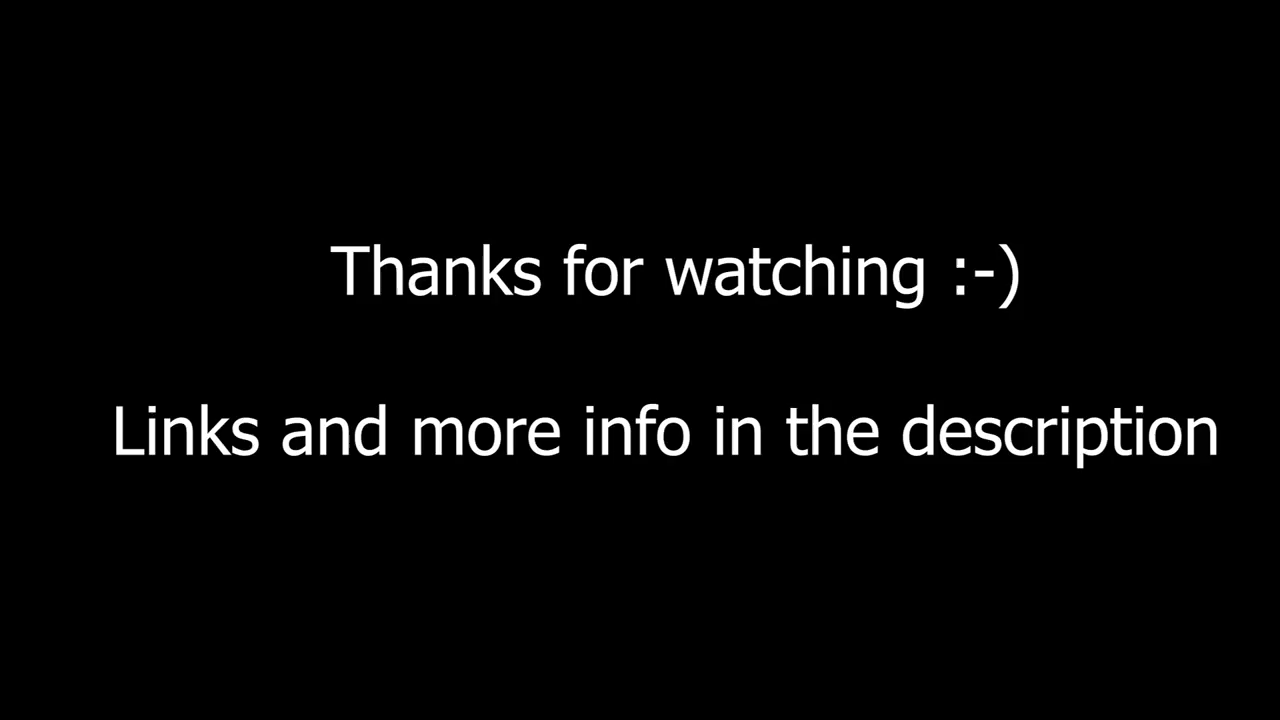 Thanks for watching :-)
Links and more info in the description